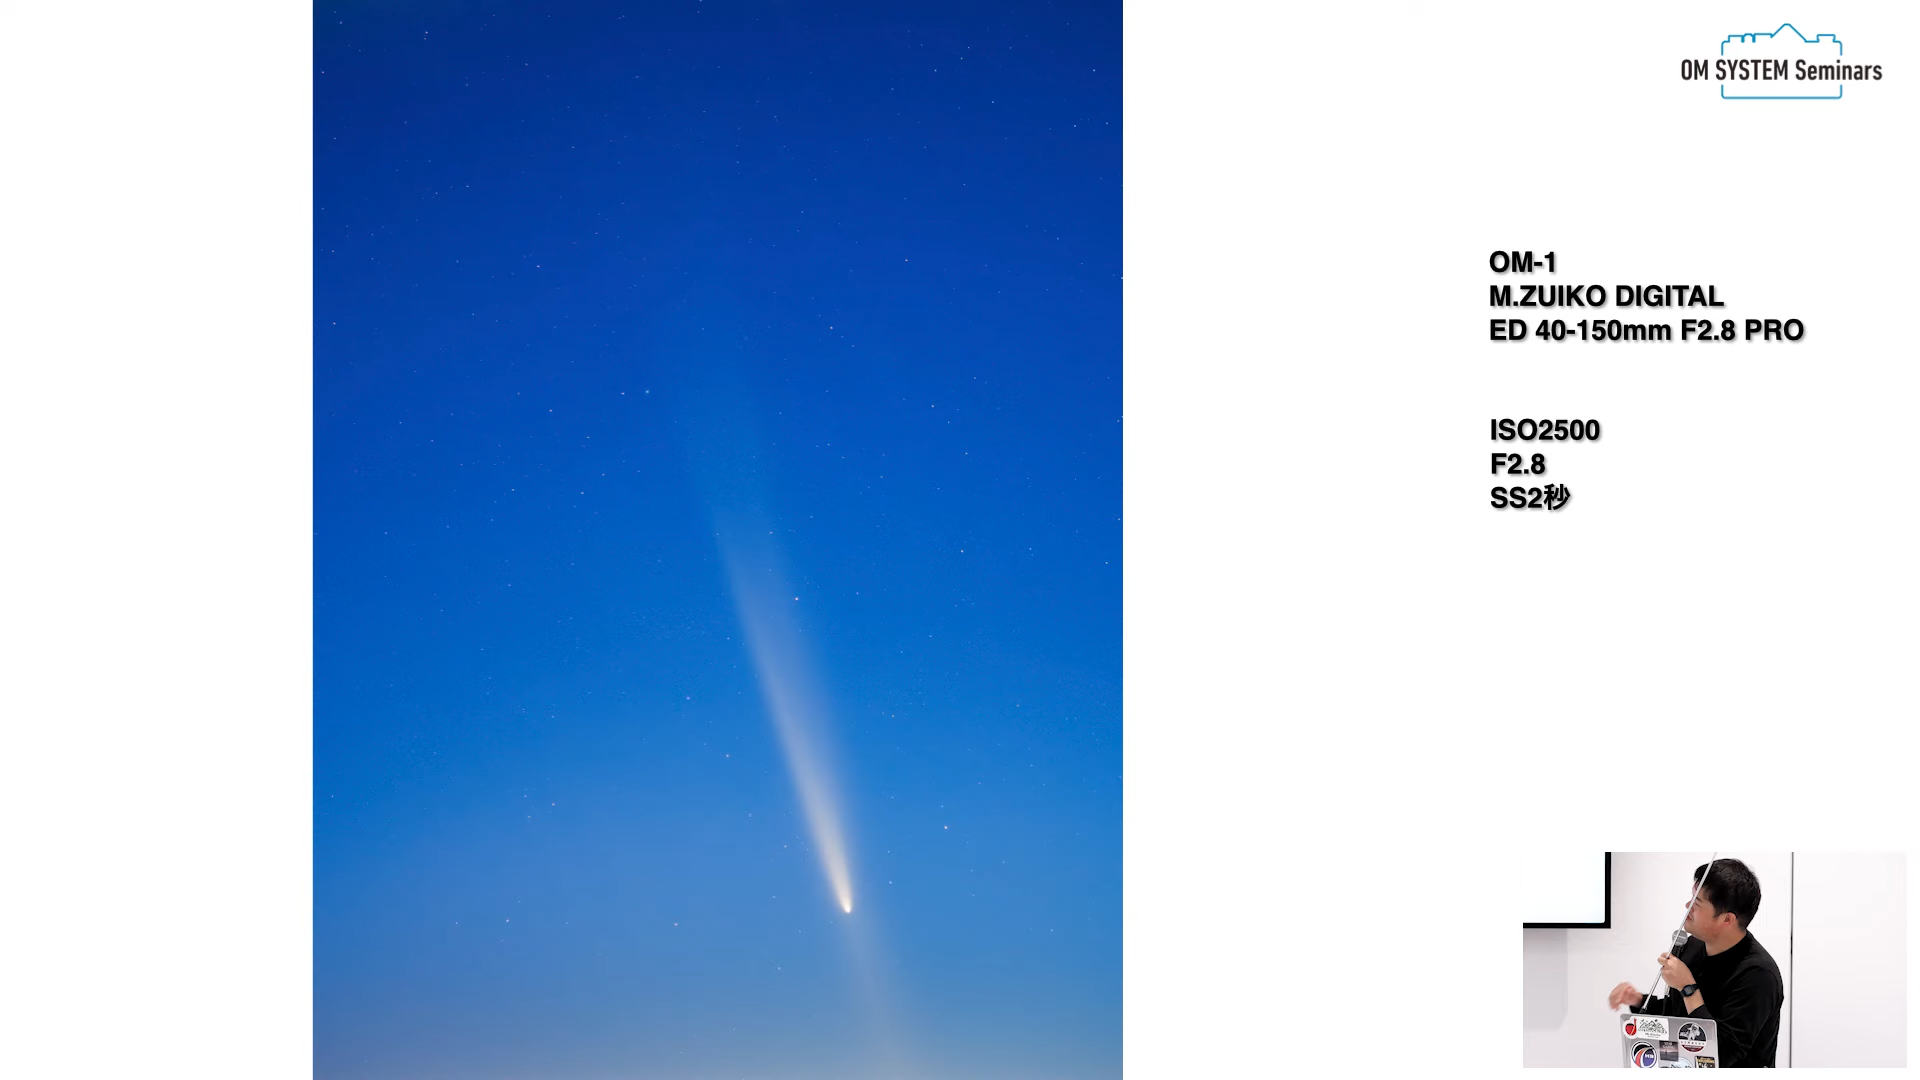 OM SYSTEM Seminars
OM-1
M.ZUIKO DIGITAL
ED 40-150mm F2.8 PRO
ISO2500
F2.8
SS2秒